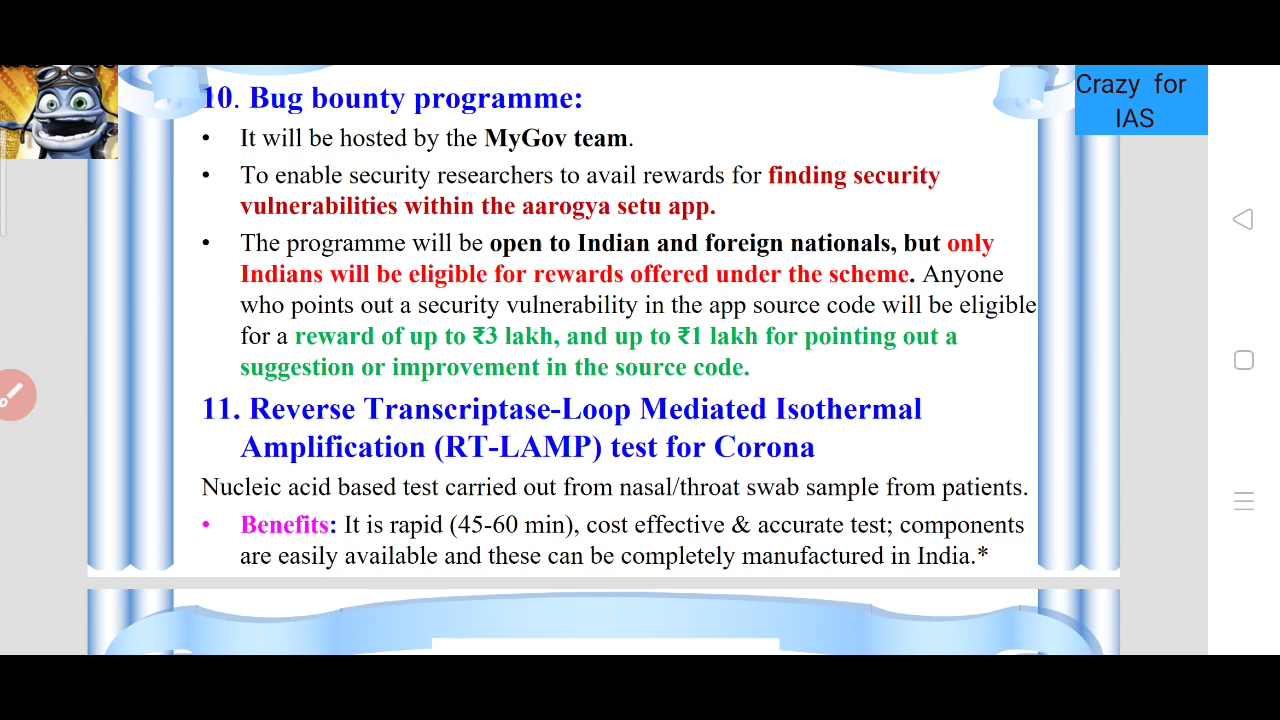 Crazy for
IAS
10. Bug bounty programme:
• It will be hosted by the MyGov team.
• To enable security researchers to avail rewards for finding security
vulnerabilities within the aarogya setu app.
• The programme will be open to Indian and foreign nationals, but only
Indians will be eligible for rewards offered under the scheme. Anyone
who points out a security vulnerability in the app source code will be eligible
for a reward of up to ₹3 lakh, and up to ₹1 lakh for pointing out a
suggestion or improvement in the source code.
11. Reverse Transcriptase-Loop Mediated Isothermal
Amplification (RT-LAMP) test for Corona
Nucleic acid based test carried out from nasal/throat swab sample from patients.
• Benefits: It is rapid (45-60 min), cost effective & accurate test; components
are easily available and these can be completely manufactured in India.*